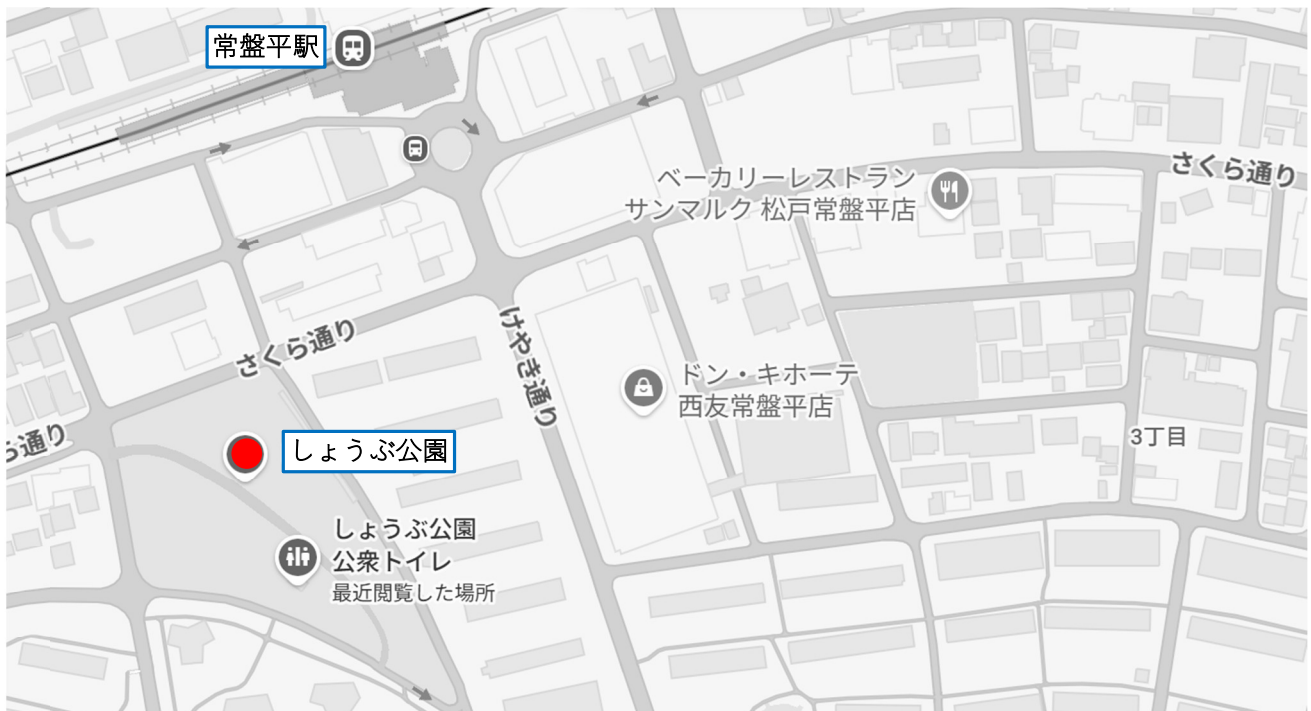 常盤平駅
さくら通り
ベーカリーレストラン
サンマルク 松戸常盤平店
さくら通り
けやき通り
ドン・キホーテ
西友常盤平店
ら通り
しょうぶ公園
3丁目
しょうぶ公園
公衆トイレ
最近閲覧した場所